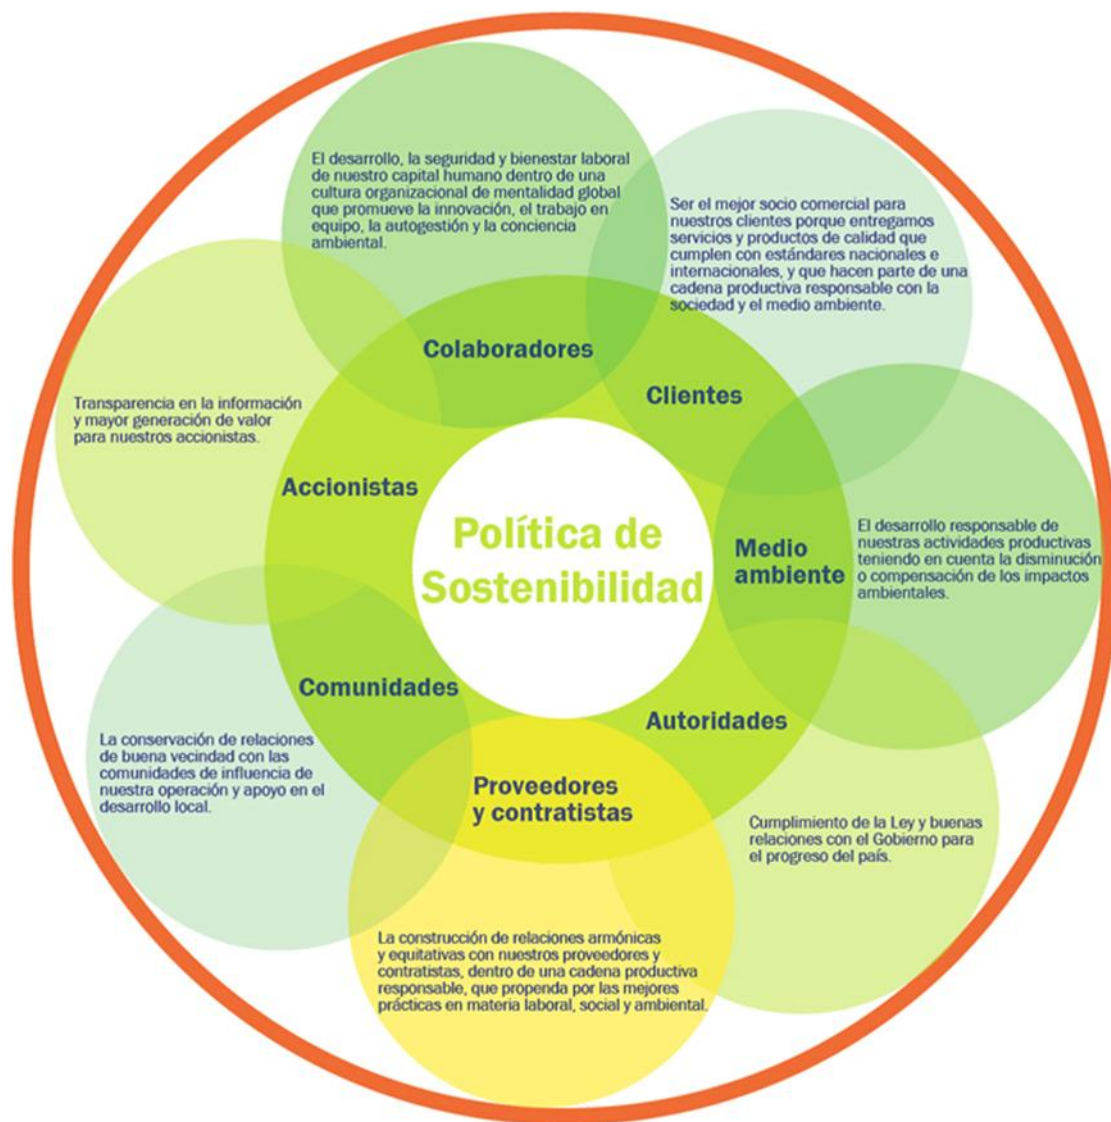 El desarrollo, la seguridad y bienestar laboral
de nuestro capital humano dentro de una
cultura organizacional de mentalidad global
que promueve la innovación, el trabajo en
equipo, la autogestión y la conciencia
ambiental.
Ser el mejor socio comercial para
nuestros clientes porque entregamos
servicios y productos de calidad que
cumplen con estándares nacionales e
internacionales, y que hacen parte de una
cadena productiva responsable con la
sociedad y el medio ambiente.
Colaboradores
Clientes
Transparencia en la información
y mayor generación de valor
para nuestros accionistas.
Accionistas
Política de
Sostenibilidad
Medio
ambiente
El desarrollo responsable de
nuestras actividades productivas
teniendo en cuenta la disminución
o compensación de los impactos
ambientales.
Comunidades
Autoridades
La conservación de relaciones
de buena vecindad con las
comunidades de influencia de
nuestra operación y apoyo en el
desarrollo local.
Proveedores
y contratistas
Cumplimiento de la Ley y buenas
relaciones con el Gobierno para
el progreso del país.
La construcción de relaciones armónicas
y equitativas con nuestros proveedores y
contratistas, dentro de una cadena productiva
responsable, que propenda por las mejores
prácticas en materia laboral, social y ambiental.